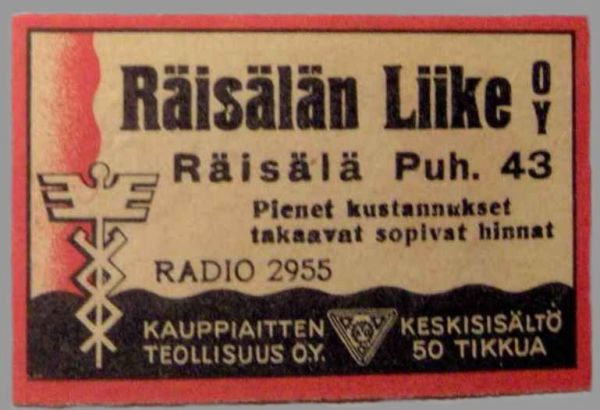 Räisälän Liike OY
Räisälä Puh. 43
Pienet kustannukset
takaavat sopivat hinnat
RADIO 2955
KAUPPIAITTEN KESKISISÄLTÖ
TEOLLISUUS OY. 50 TIKKUA